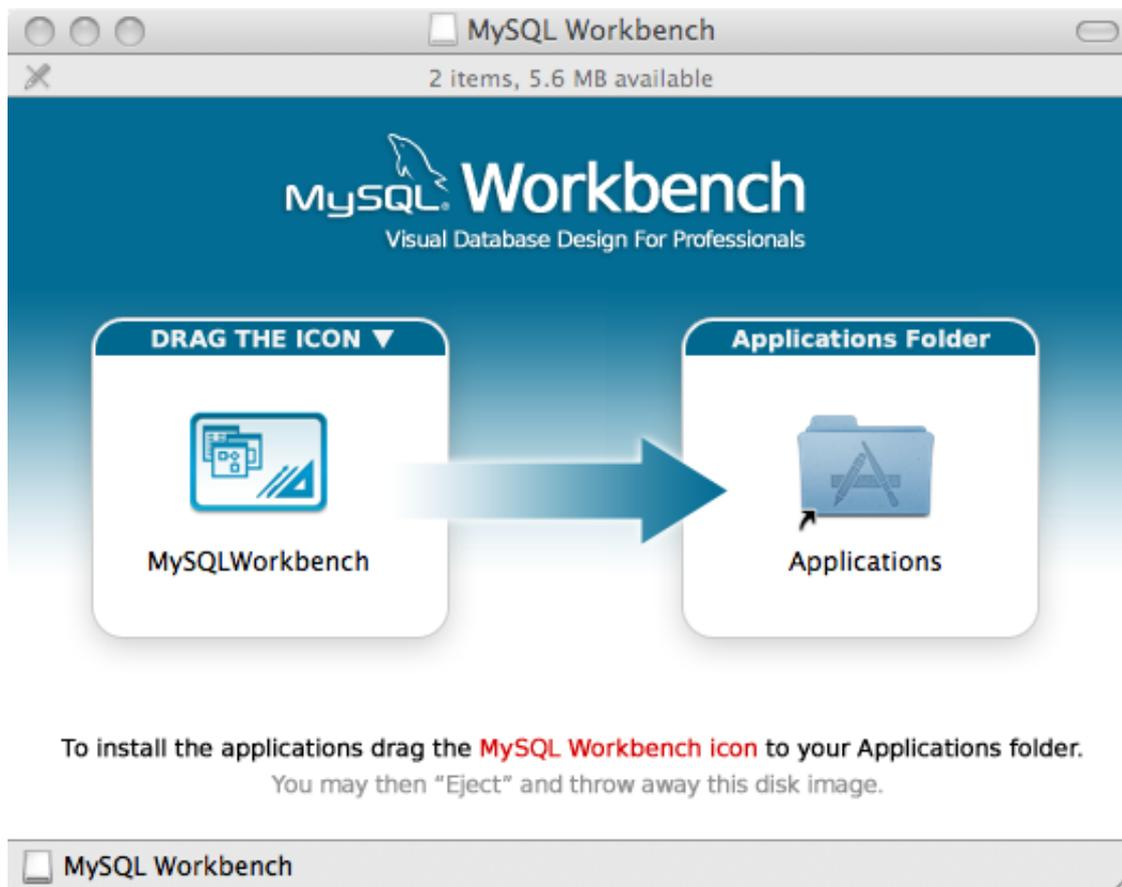 MySQL Workbench
2 items, 5.6 MB available
MySQL. Workbench
Visual Database Design For Professionals
DRAG THE ICON ▼
Applications Folder
MySQLWorkbench
Applications
To install the applications drag the MySQL Workbench icon to your Applications folder.
You may then “Eject” and throw away this disk image.
MySQL Workbench